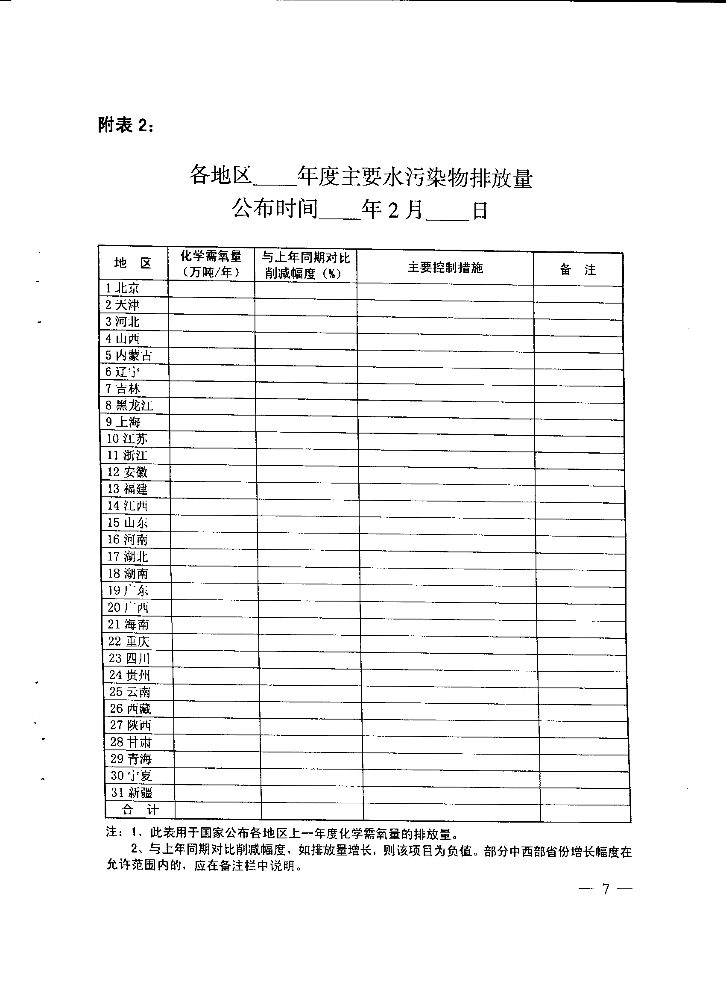 附表 2：
各地区____年度主要水污染物排放量
公布时间____年 2 月____日
地　区　化学需氧量（万吨/年）　与上年同期对比削减幅度（%）　主要控制措施　备　注
1 北京
2 天津
3 河北
4 山西
5 内蒙古
6 辽宁
7 吉林
8 黑龙江
9 上海
10 江苏
11 浙江
12 安徽
13 福建
14 江西
15 山东
16 河南
17 湖北
18 湖南
19 广东
20 广西
21 海南
22 重庆
23 四川
24 贵州
25 云南
26 西藏
27 陕西
28 甘肃
29 青海
30 宁夏
31 新疆
合　计
注：1、此表用于国家公布各地区上一年度化学需氧量的排放量。
2、与上年同期对比削减幅度，如排放量增长，则该项目为负值。部分中西部省份增长幅度在
允许范围内的，应在备注栏中说明。
— 7 —